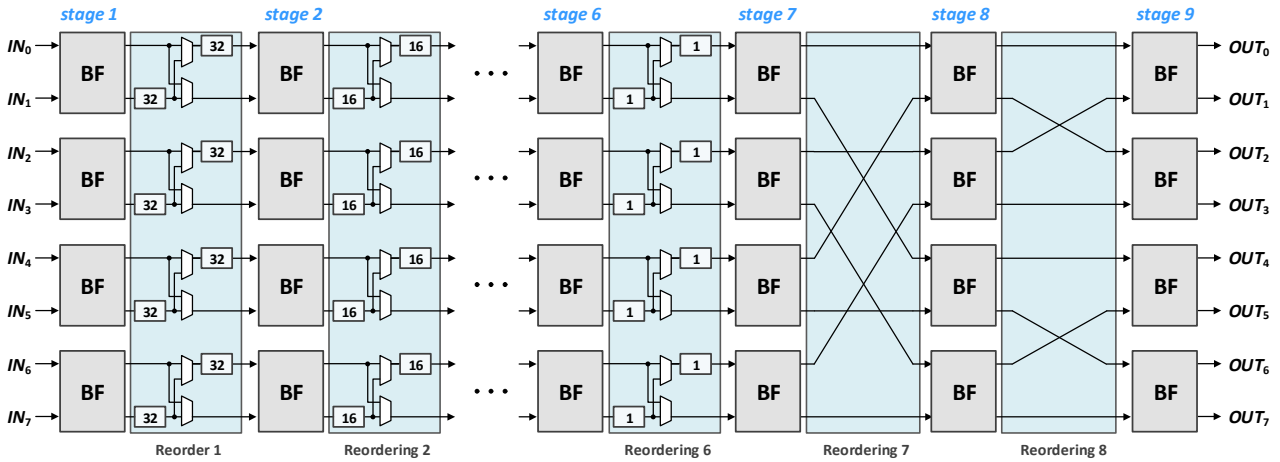 stage 1 stage 2 stage 6 stage 7 stage 8 stage 9
IN0 32 16 1 OUT0
BF BF BF BF BF BF
IN1 32 16 1 OUT1
IN2 32 16 1 OUT2
BF BF BF BF BF BF
IN3 32 16 1 OUT3
IN4 32 16 1 OUT4
BF BF BF BF BF BF
IN5 32 16 1 OUT5
IN6 32 16 1 OUT6
BF BF BF BF BF BF
IN7 32 16 1 OUT7
Reorder 1 Reordering 2 Reordering 6 Reordering 7 Reordering 8